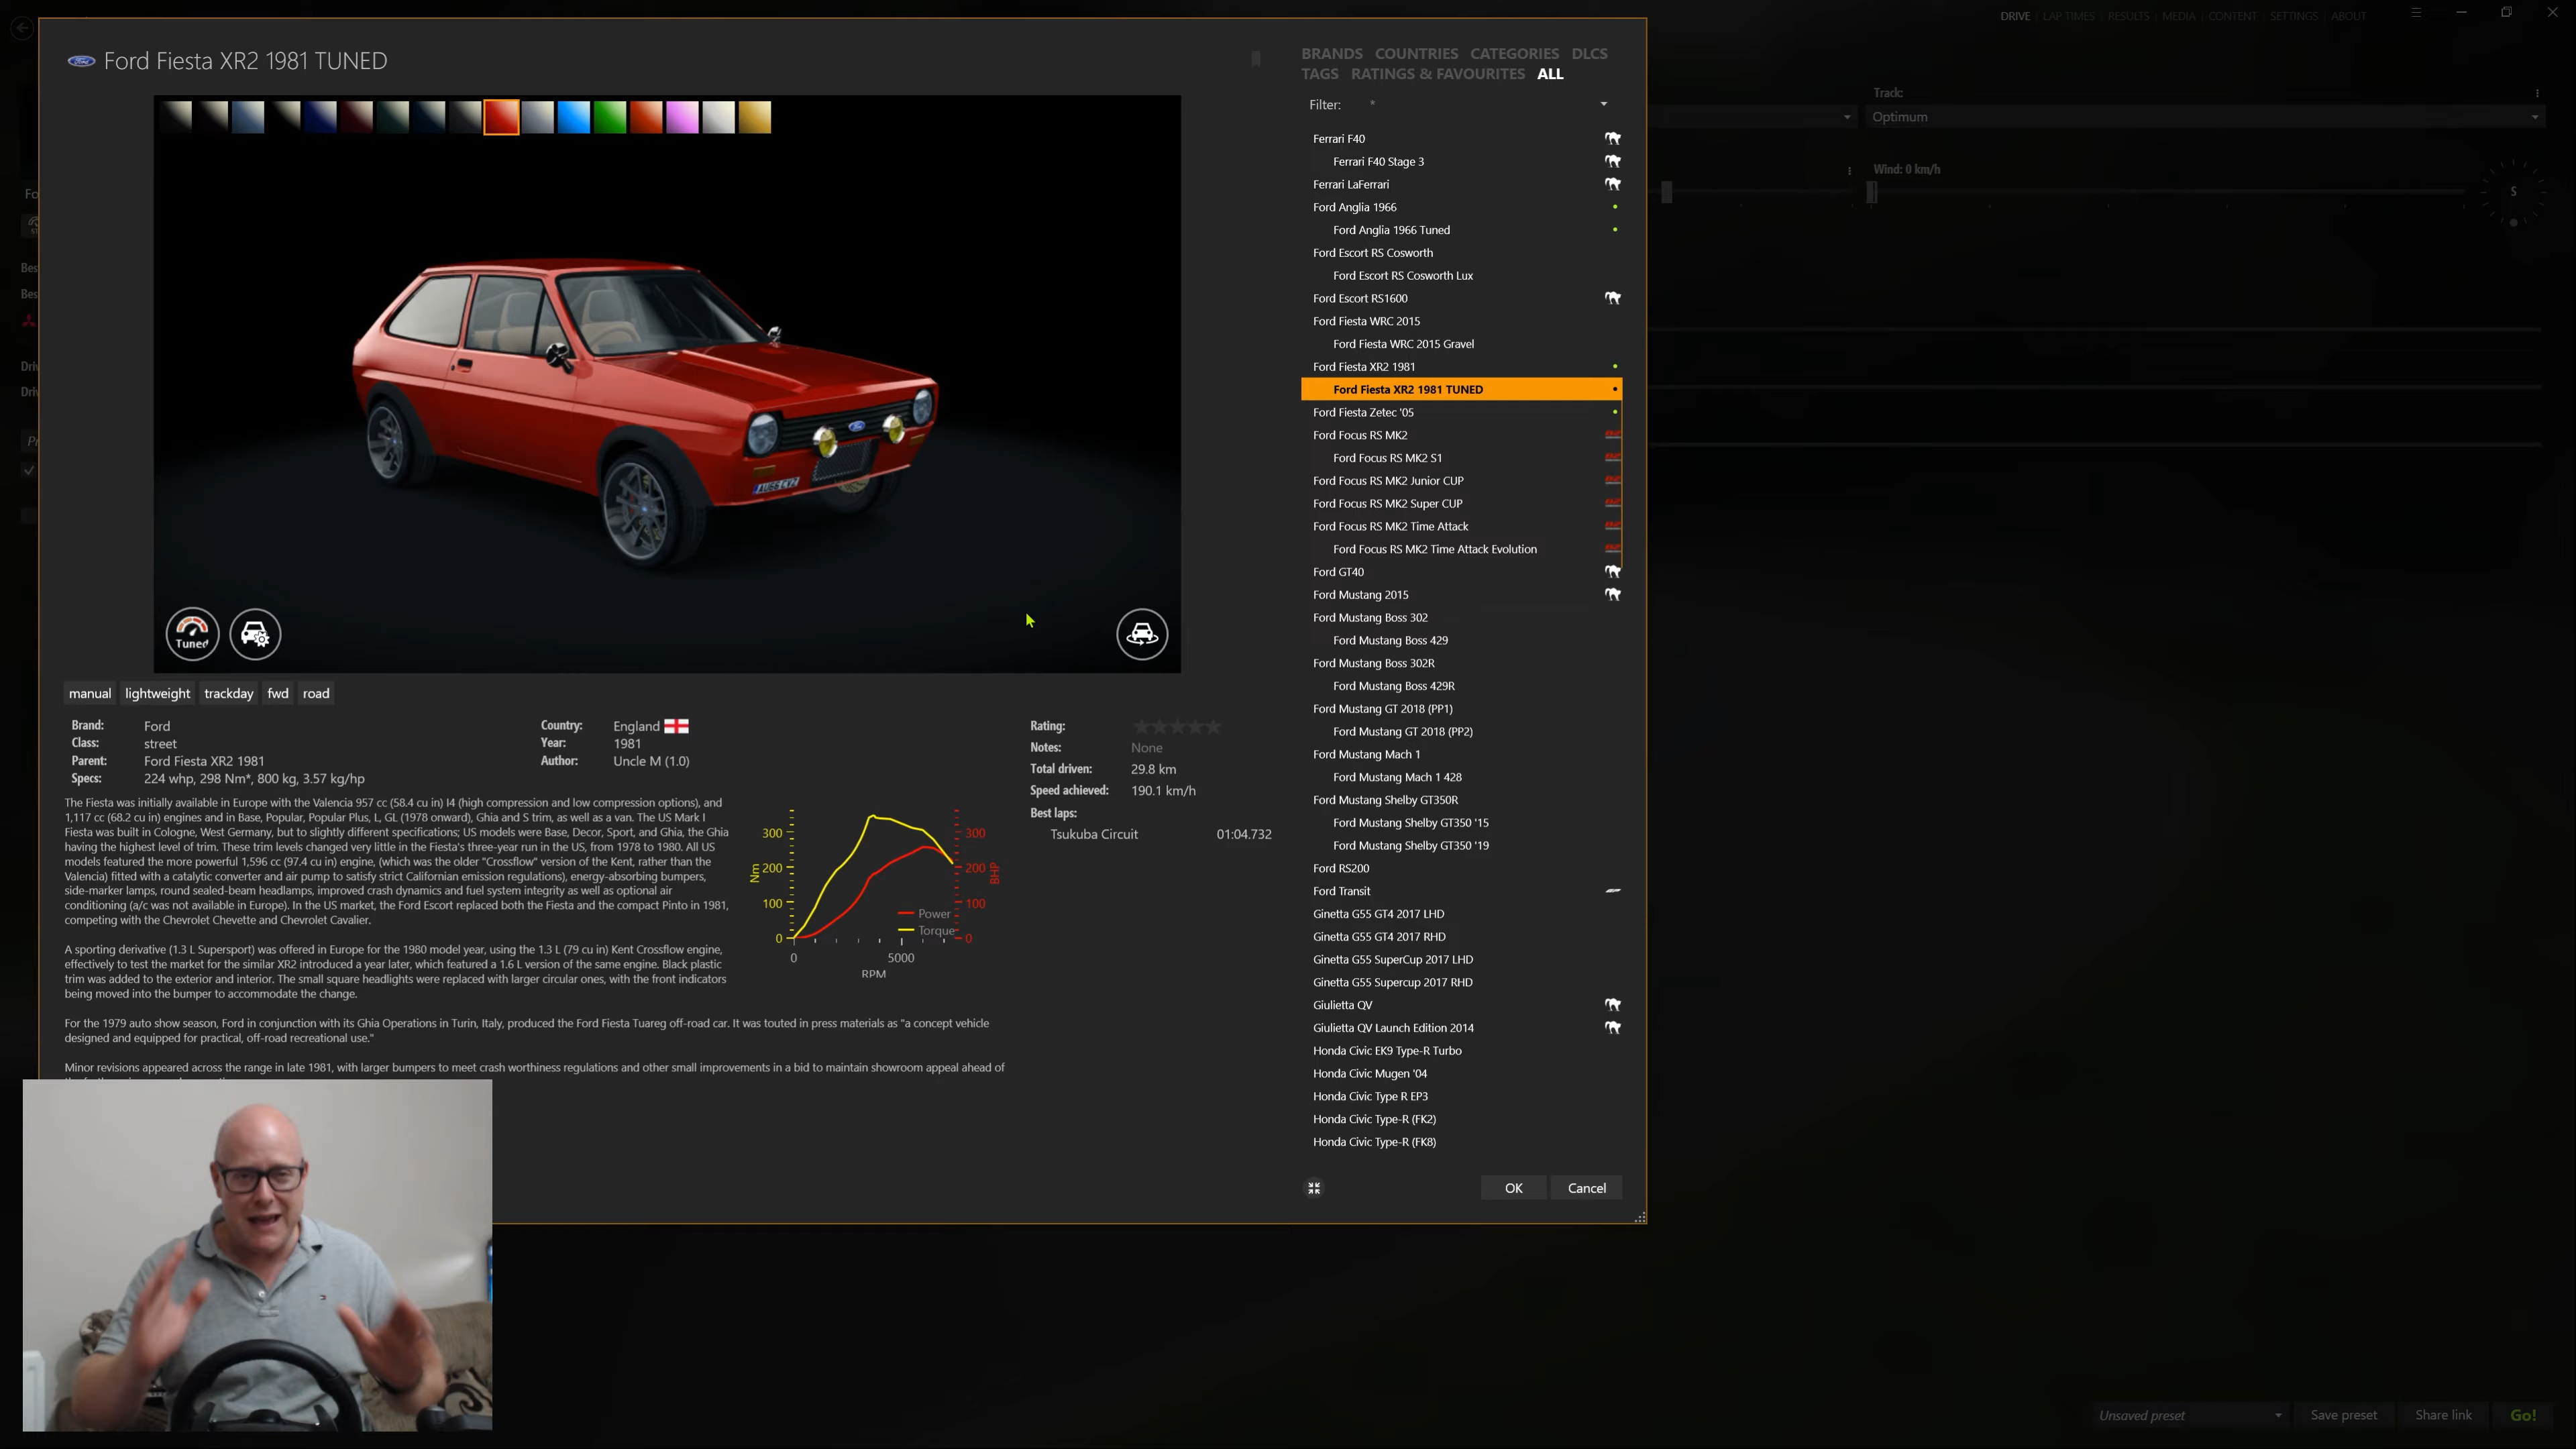 DRIVE | LAP TIMES | RESULTS | MEDIA | CONTENT | SETTINGS | ABOUT
Ford Fiesta XR2 1981 TUNED
Tuned
manual lightweight trackday fwd road
Brand: Ford
Class: street
Parent: Ford Fiesta XR2 1981
Specs: 224 whp, 298 Nm*, 800 kg, 3.57 kg/hp
Country: England
Year: 1981
Author: Uncle M (1.0)
Rating:
Notes: None
Total driven: 29.8 km
Speed achieved: 190.1 km/h
Best laps:
Tsukuba Circuit 01:04.732
The Fiesta was initially available in Europe with the Valencia 957 cc (58.4 cu in) I4 (high compression and low compression options), and
1,117 cc (68.2 cu in) engines and in Base, Popular, Popular Plus, L, GL (1978 onward), Ghia and S trim, as well as a van. The US Mark I
Fiesta was built in Cologne, West Germany, but to slightly different specifications; US models were Base, Decor, Sport, and Ghia, the Ghia
having the highest level of trim. These trim levels changed very little in the Fiesta's three-year run in the US, from 1978 to 1980. All US
models featured the more powerful 1,596 cc (97.4 cu in) engine, (which was the older "Crossflow" version of the Kent, rather than the
Valencia) fitted with a catalytic converter and air pump to satisfy strict Californian emission regulations), energy-absorbing bumpers,
side-marker lamps, round sealed-beam headlamps, improved crash dynamics and fuel system integrity as well as optional air
conditioning (a/c was not available in Europe). In the US market, the Ford Escort replaced both the Fiesta and the compact Pinto in 1981,
competing with the Chevrolet Chevette and Chevrolet Cavalier.
A sporting derivative (1.3 L Supersport) was offered in Europe for the 1980 model year, using the 1.3 L (79 cu in) Kent Crossflow engine,
effectively to test the market for the similar XR2 introduced a year later, which featured a 1.6 L version of the same engine. Black plastic
trim was added to the exterior and interior. The small square headlights were replaced with larger circular ones, with the front indicators
being moved into the bumper to accommodate the change.
For the 1979 auto show season, Ford in conjunction with its Ghia Operations in Turin, Italy, produced the Ford Fiesta Tuareg off-road car. It was touted in press materials as "a concept vehicle
designed and equipped for practical, off-road recreational use."
Minor revisions appeared across the range in late 1981, with larger bumpers to meet crash worthiness regulations and other small improvements in a bid to maintain showroom appeal ahead of
300
200
100
0
Nm
300
200
100
0
BHP
Power
Torque
0 5000
RPM
BRANDS COUNTRIES CATEGORIES DLCS
TAGS RATINGS & FAVOURITES ALL
Filter: *
Ferrari F40
Ferrari F40 Stage 3
Ferrari LaFerrari
Ford Anglia 1966
Ford Anglia 1966 Tuned
Ford Escort RS Cosworth
Ford Escort RS Cosworth Lux
Ford Escort RS1600
Ford Fiesta WRC 2015
Ford Fiesta WRC 2015 Gravel
Ford Fiesta XR2 1981
Ford Fiesta XR2 1981 TUNED
Ford Fiesta Zetec '05
Ford Focus RS MK2
Ford Focus RS MK2 S1
Ford Focus RS MK2 Junior CUP
Ford Focus RS MK2 Super CUP
Ford Focus RS MK2 Time Attack
Ford Focus RS MK2 Time Attack Evolution
Ford GT40
Ford Mustang 2015
Ford Mustang Boss 302
Ford Mustang Boss 429
Ford Mustang Boss 302R
Ford Mustang Boss 429R
Ford Mustang GT 2018 (PP1)
Ford Mustang GT 2018 (PP2)
Ford Mustang Mach 1
Ford Mustang Mach 1 428
Ford Mustang Shelby GT350R
Ford Mustang Shelby GT350 '15
Ford Mustang Shelby GT350 '19
Ford RS200
Ford Transit
Ginetta G55 GT4 2017 LHD
Ginetta G55 GT4 2017 RHD
Ginetta G55 SuperCup 2017 LHD
Ginetta G55 Supercup 2017 RHD
Giulietta QV
Giulietta QV Launch Edition 2014
Honda Civic EK9 Type-R Turbo
Honda Civic Mugen '04
Honda Civic Type R EP3
Honda Civic Type-R (FK2)
Honda Civic Type-R (FK8)
OK Cancel
Track:
Optimum
Wind: 0 km/h
S
Unsaved preset Save preset Share link Go!